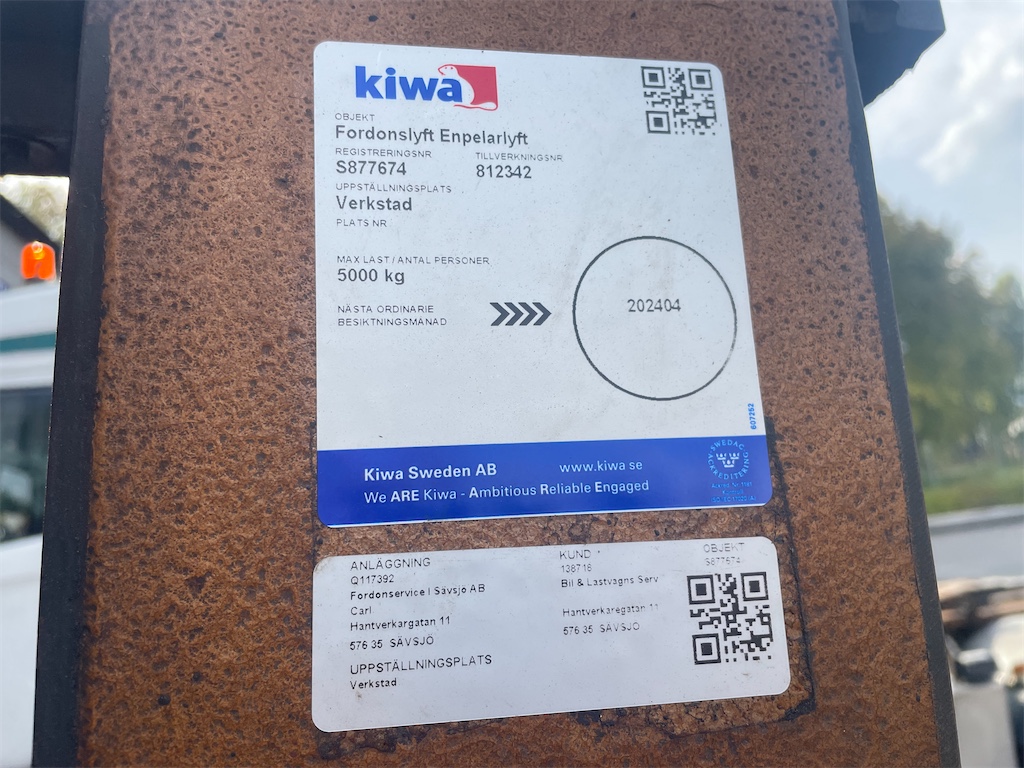 kiwa
OBJEKT
Fordonslyft Enpelarlyft
REGISTRERINGSNR TILLVERKNINGSNR
S877674 812342
UPPSTÄLLNINGSPLATS
Verkstad
PLATS NR
MAX LAST / ANTAL PERSONER
5000 kg
NÄSTA ORDINARIE
BESIKTNINGSMÅNAD
202404
607252
Kiwa Sweden AB www.kiwa.se
We ARE Kiwa - Ambitious Reliable Engaged
SWEDAC
ACKREDITERING
ANLÄGGNING
Q117392
Fordonservice I Sävsjö AB
Carl
Hantverkargatan 11
576 35 SÄVSJÖ
UPPSTÄLLNINGSPLATS
Verkstad
KUND
138716
Bil & Lastvagns Serv
Hantverkaregatan 11
576 35 SÄVSJÖ
OBJEKT
S877674